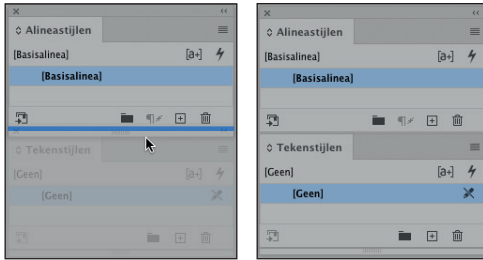 Alineastijlen
[Basisalinea] [a+]
[Basisalinea]
Tekenstijlen
[Geen] [a+]
[Geen]
Alineastijlen
[Basisalinea] [a+]
[Basisalinea]
Tekenstijlen
[Geen] [a+]
[Geen]